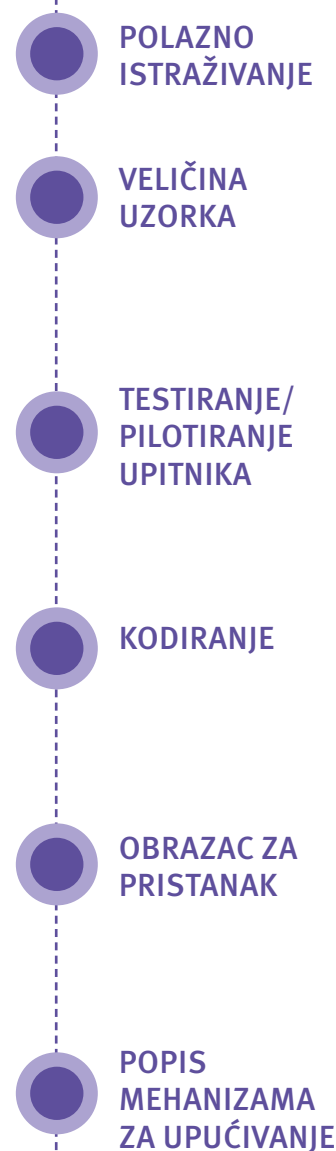 POLAZNO
ISTRAŽIVANJE
VELIČINA
UZORKA
TESTIRANJE/
PILOTIRANJE
UPITNIKA
KODIRANJE
OBRAZAC ZA
PRISTANAK
POPIS
MEHANIZAMA
ZA UPUĆIVANJE